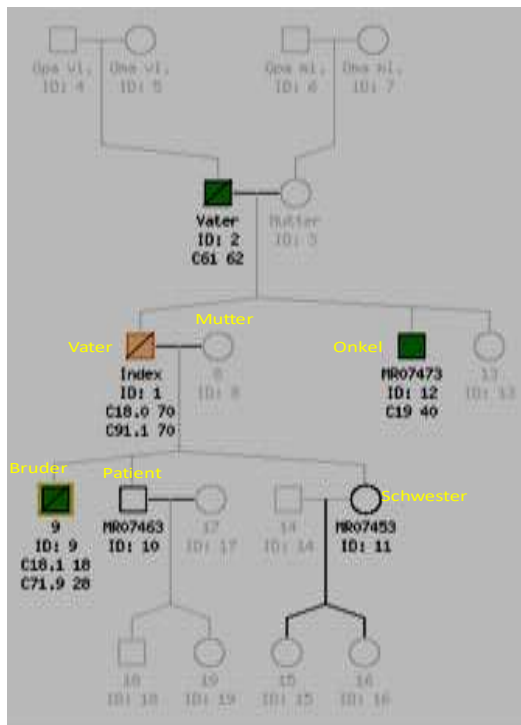 Opa vl. Oma vl. Opa ml. Oma ml.
ID: 4 ID: 5 ID: 6 ID: 7
Vater Mutter
ID: 2 ID: 3
C61 62
Mutter
Vater Onkel
Index 8 MR07473 13
ID: 1 ID: 8 ID: 12 ID: 13
C18.0 70 C19 40
C91.1 70
Bruder Patient
Schwester
9 MR07463 17 14 MR07453
ID: 9 ID: 10 ID: 17 ID: 14 ID: 11
C18.1 18
C71.9 28
18 19 15 16
ID: 18 ID: 19 ID: 15 ID: 16